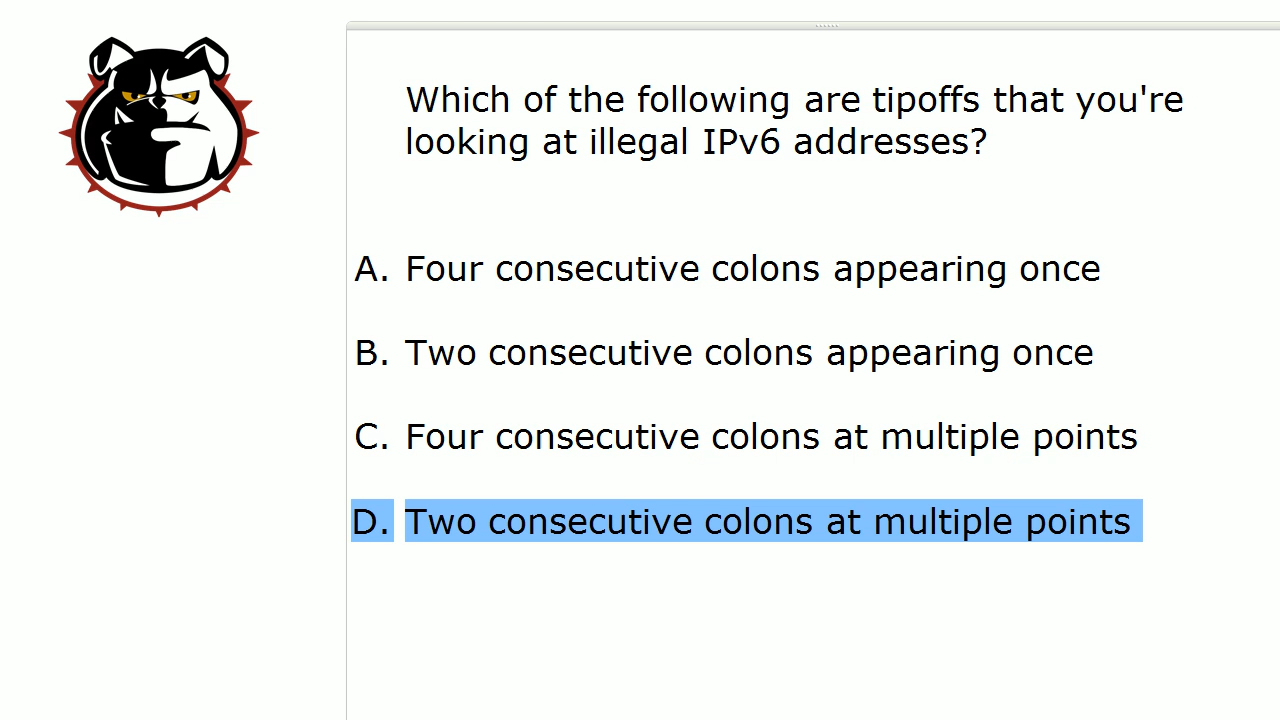 Which of the following are tipoffs that you're
looking at illegal IPv6 addresses?
A. Four consecutive colons appearing once
B. Two consecutive colons appearing once
C. Four consecutive colons at multiple points
D. Two consecutive colons at multiple points